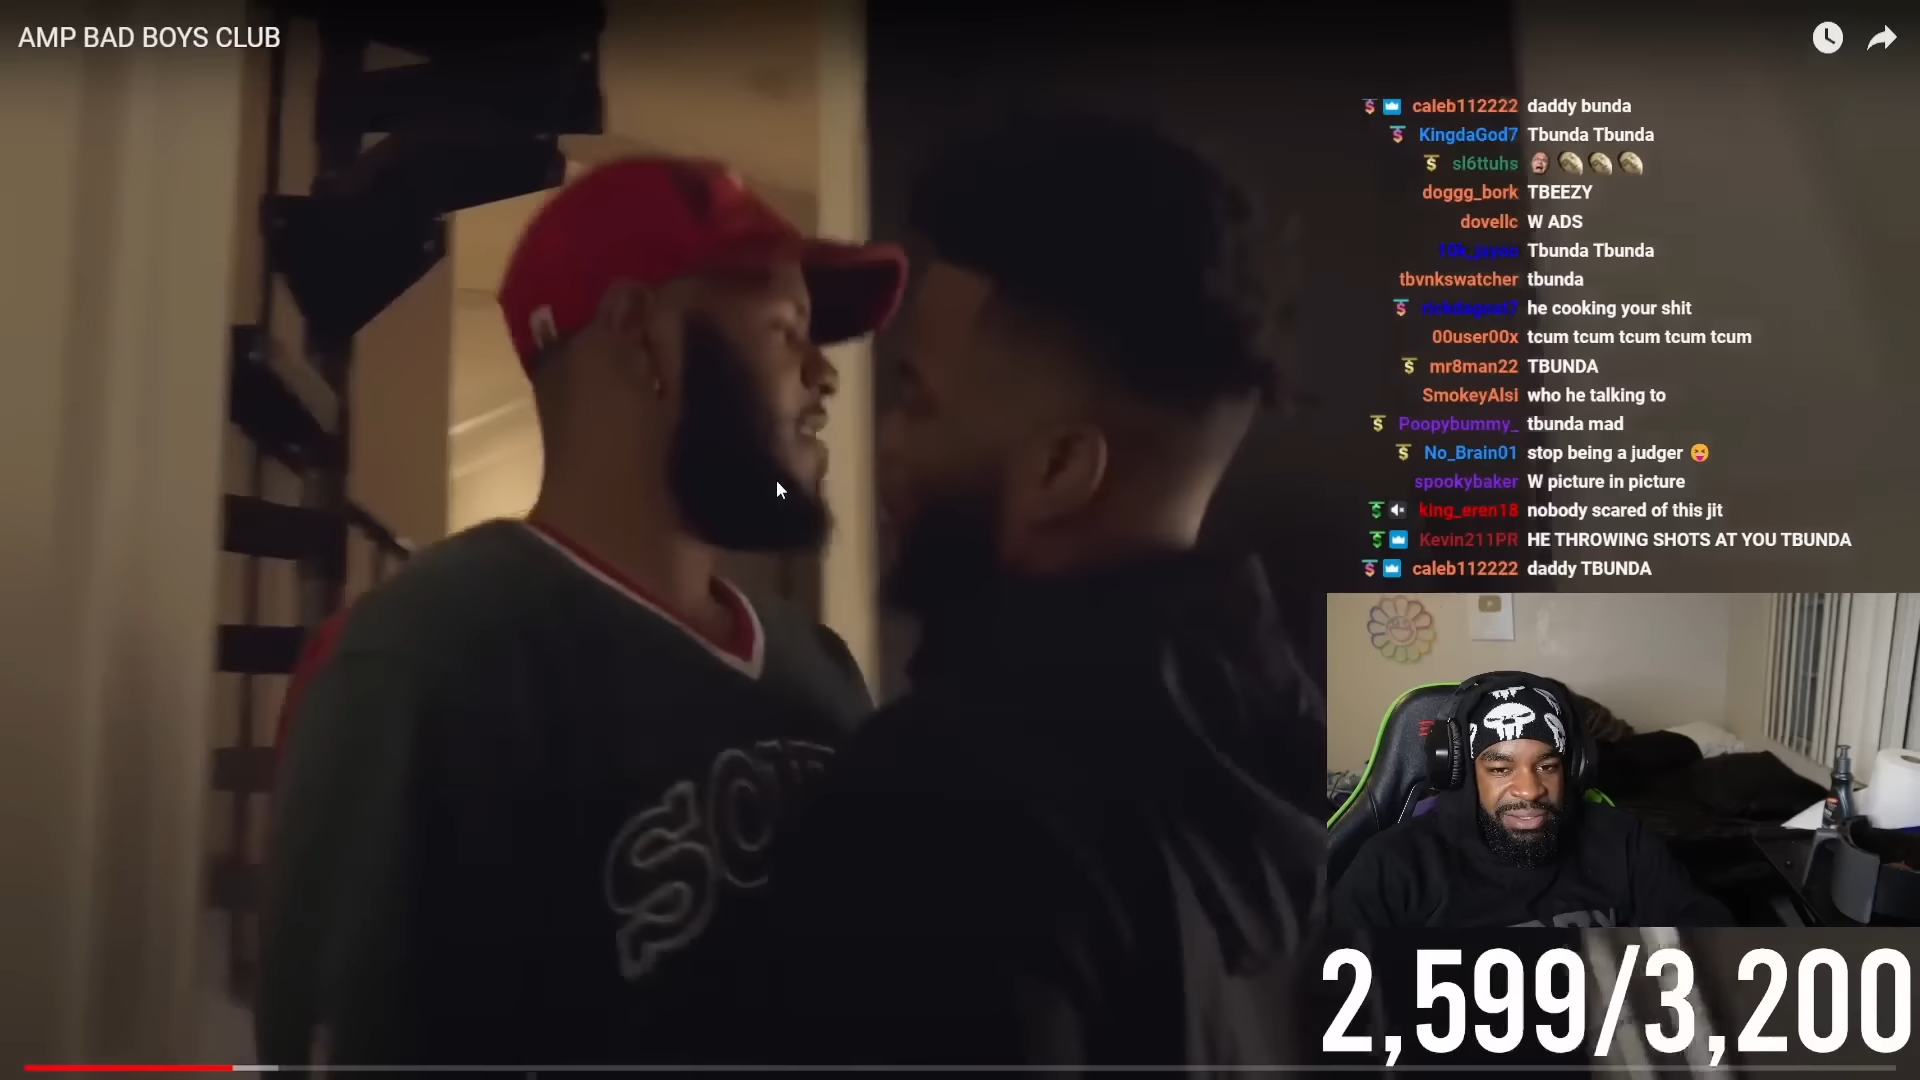 AMP BAD BOYS CLUB
caleb112222 daddy bunda
KingdaGod7 Tbunda Tbunda
sl6ttuhs
doggg_bork TBEEZY
dovellc W ADS
Tbunda Tbunda
tbvnkswatcher tbunda
he cooking your shit
00user00x tcum tcum tcum tcum tcum
mr8man22 TBUNDA
SmokeyAlsi who he talking to
Poopybummy_ tbunda mad
No_Brain01 stop being a judger 😝
spookybaker W picture in picture
king_eren18 nobody scared of this jit
Kevin211PR HE THROWING SHOTS AT YOU TBUNDA
caleb112222 daddy TBUNDA
2,599/3,200